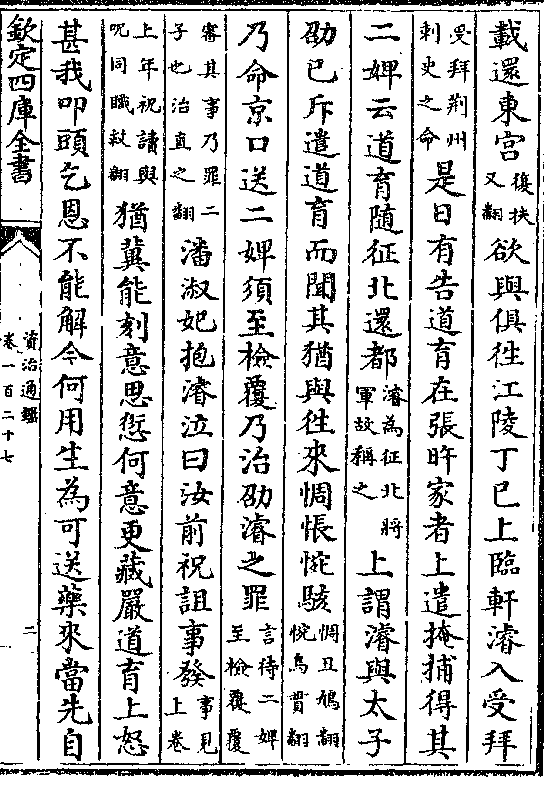 載還東宮復扶又翻欲與俱往江陵丁巳上臨軒濬入受拜
受拜荆州刺史之命是日有告道育在張旿家者上遣掩捕得其
二婢云道育隨征北還都濬為征北將軍故稱之上謂濬與太子
劭已斥遣道育而聞其猶與往來惆悵惋駭惆丑鳩翻惋烏貫翻
乃命京口送二婢須至檢覆乃治劭濬之罪言待二婢至檢覆覆
審其事乃罪二子也治直之翻潘淑妃抱濬泣曰汝前祝詛事發事見上卷
上年祝讀與呪同職救翻猶冀能刻意思愆何意更藏嚴道育上怒
甚我叩頭乞恩不能解今何用生為可送藥來當先自
欽定四庫全書
資治通鑑
卷一百二十七
二